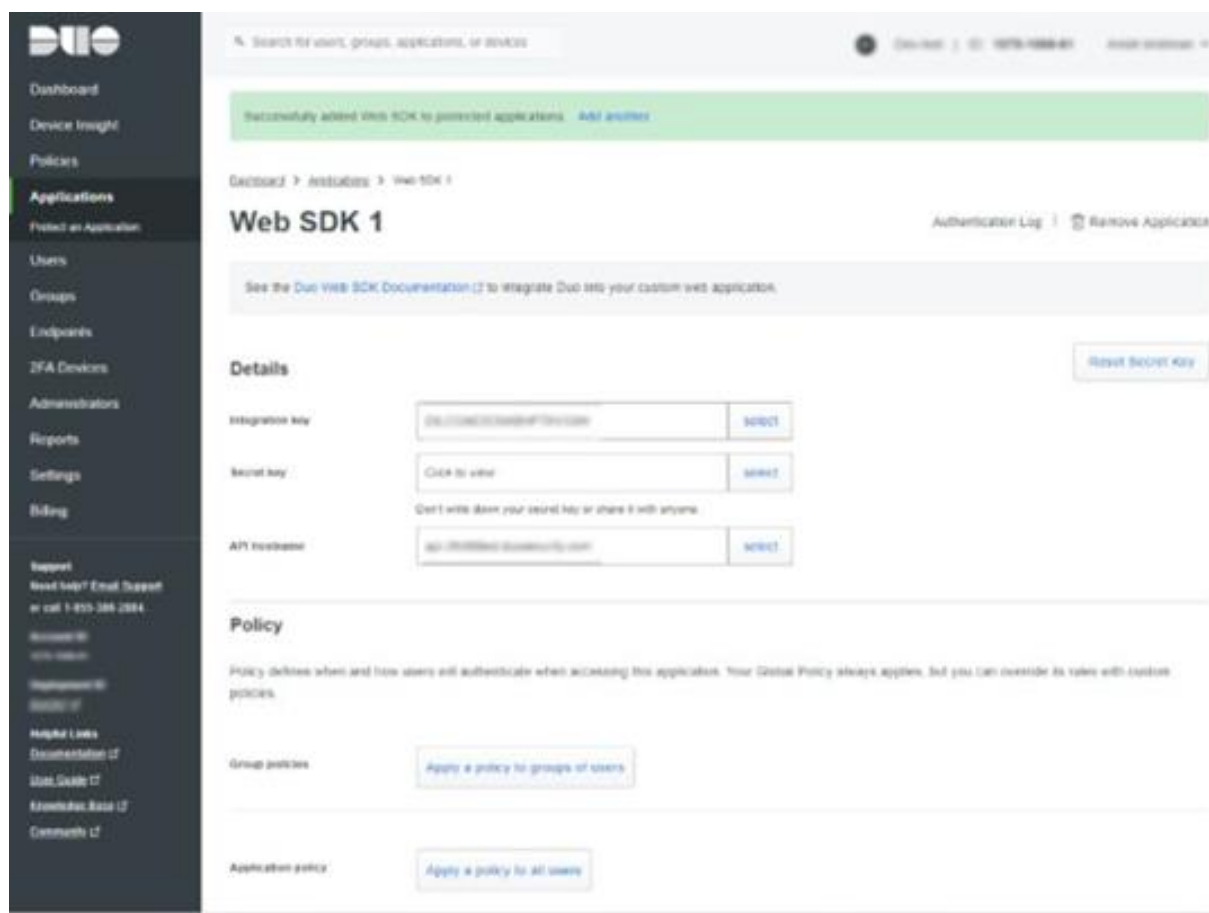 DUO
Search for users, groups, applications, or devices
Dashboard
Device Insight
Policies
Applications
Protect an Application
Users
Groups
Endpoints
2FA Devices
Administrators
Reports
Settings
Billing
Support
Need help? Email Support
or call 1-855-386-2884
Helpful Links
Documentation
User Guide
Knowledge Base
Community
Successfully added Web SDK to protected applications. Add another.
Dashboard > Applications > Web SDK 1
Web SDK 1
Authentication Log | Remove Application
See the Duo Web SDK Documentation to integrate Duo into your custom web application.
Details
Reset Secret Key
Integration key
select
Secret key
Click to view
select
Don't write down your secret key or share it with anyone.
API hostname
select
Policy
Policy defines when and how users will authenticate when accessing this application. Your Global Policy always applies, but you can override its rules with custom
policies.
Group policies
Apply a policy to groups of users
Application policy
Apply a policy to all users